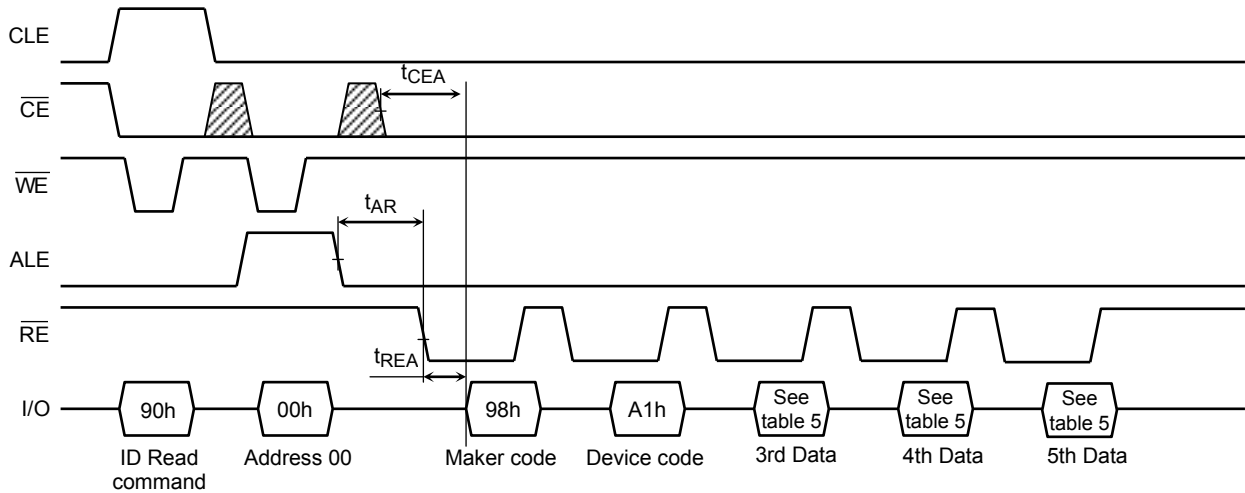 CLE
tCEA
CE
WE
tAR
ALE
RE
tREA
I/O
90h
00h
98h
A1h
See
table 5
See
table 5
See
table 5
ID Read
command
Address 00
Maker code
Device code
3rd Data
4th Data
5th Data